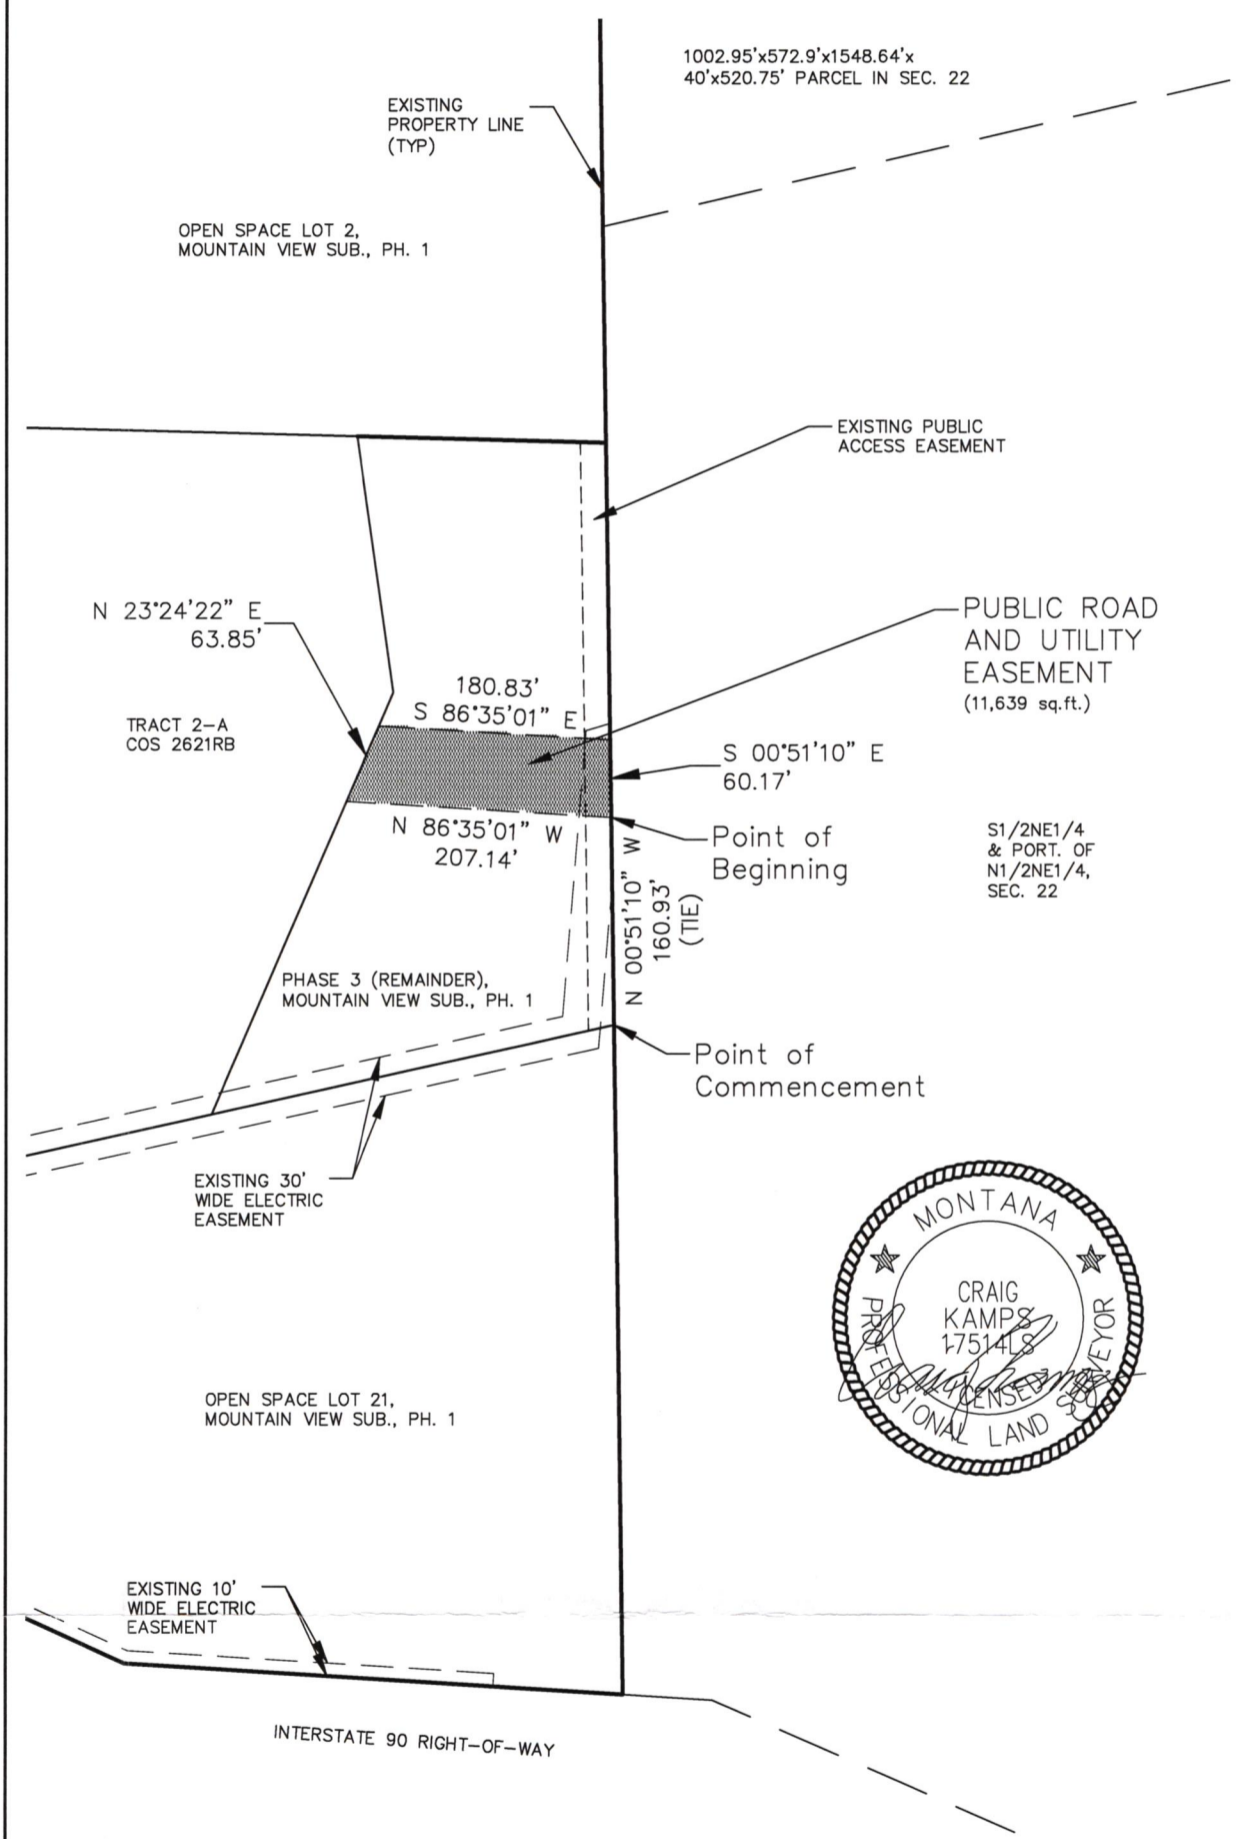 1002.95'x572.9'x1548.64'x
40'x520.75' PARCEL IN SEC. 22
EXISTING
PROPERTY LINE
(TYP)
OPEN SPACE LOT 2,
MOUNTAIN VIEW SUB., PH. 1
EXISTING PUBLIC
ACCESS EASEMENT
N 23°24'22" E
63.85'
PUBLIC ROAD
AND UTILITY
EASEMENT
(11,639 sq.ft.)
180.83'
S 86°35'01" E
TRACT 2-A
COS 2621RB
S 00°51'10" E
60.17'
N 86°35'01" W
207.14'
Point of
Beginning
S1/2NE1/4
& PORT. OF
N1/2NE1/4,
SEC. 22
N 00°51'10" W
160.93'
(TIE)
PHASE 3 (REMAINDER),
MOUNTAIN VIEW SUB., PH. 1
Point of
Commencement
EXISTING 30'
WIDE ELECTRIC
EASEMENT
MONTANA
CRAIG
KAMPS
17514LS
LICENSED
PROFESSIONAL LAND SURVEYOR
OPEN SPACE LOT 21,
MOUNTAIN VIEW SUB., PH. 1
EXISTING 10'
WIDE ELECTRIC
EASEMENT
INTERSTATE 90 RIGHT-OF-WAY